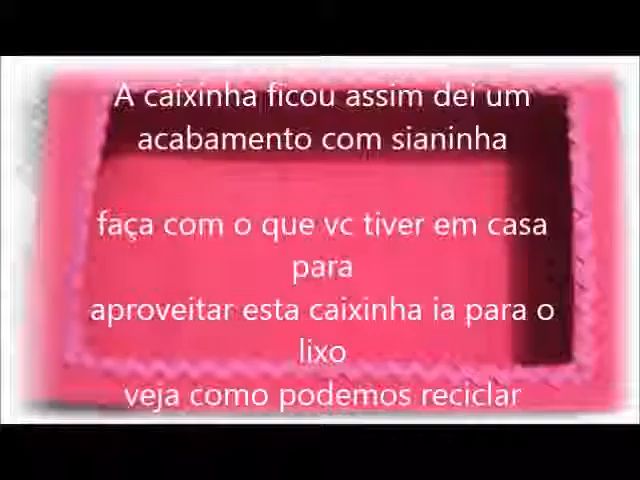 A caixinha ficou assim dei um
acabamento com sianinha
faça com o que vc tiver em casa
para
aproveitar esta caixinha ia para o
lixo
veja como podemos reciclar